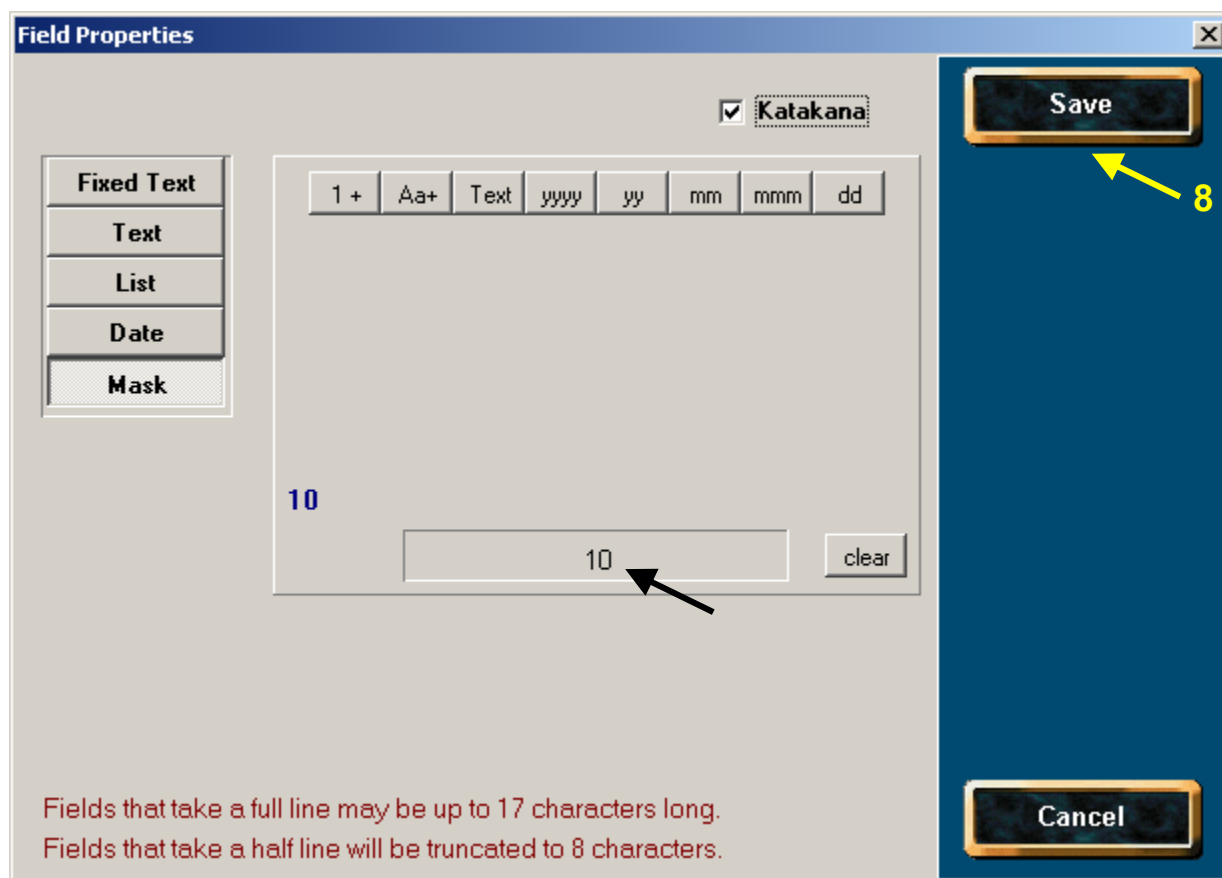 Field Properties
Katakana
Save
8
Fixed Text
Text
List
Date
Mask
1 + Aa+ Text yyyy yy mm mmm dd
10
10
clear
Fields that take a full line may be up to 17 characters long.
Fields that take a half line will be truncated to 8 characters.
Cancel